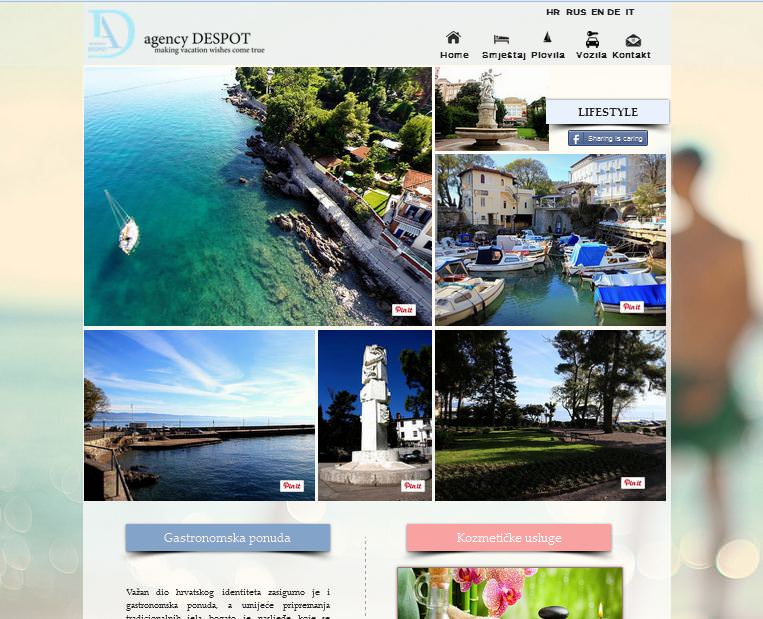 HR RUS EN DE IT
agency DESPOT
making vacation wishes come true
Home Smještaj Plovila Vozila Kontakt
LIFESTYLE
Sharing is caring
Pin it
Pin it
Pin it
Pin it
Pin it
Gastronomska ponuda
Kozmetičke usluge
Važan dio hrvatskog identiteta zasigurno je i
gastronomska ponuda, a umijeće pripremanja
tradicionalnih jela bogato je nasljeđe koje se